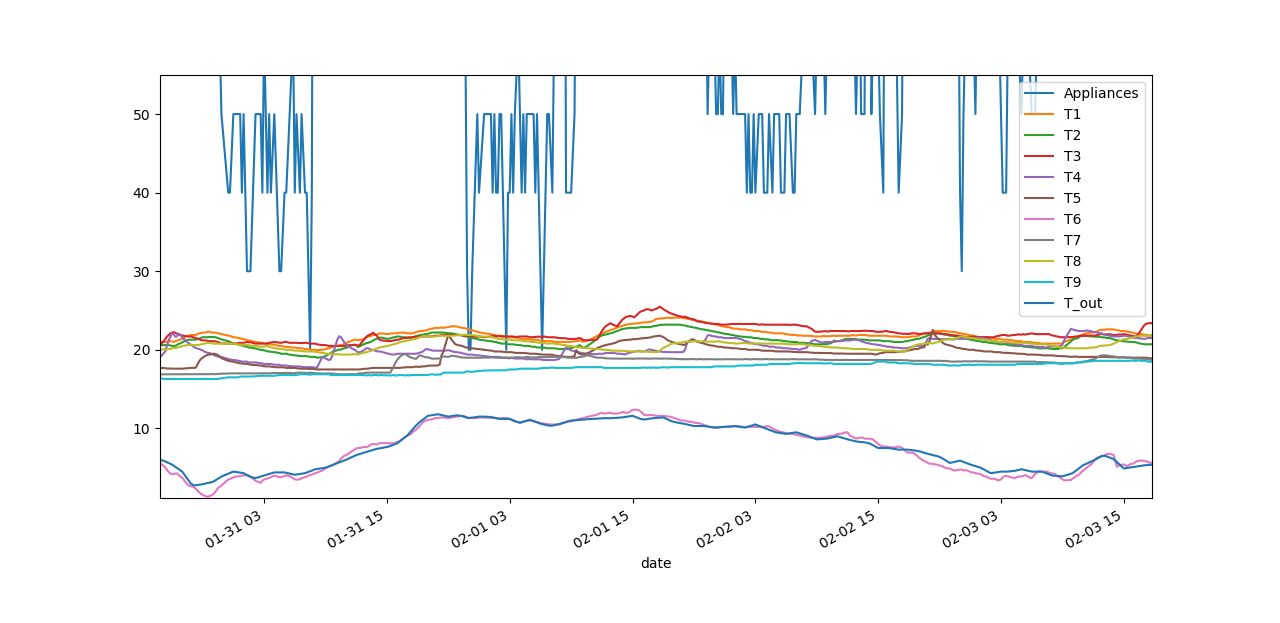 50
40
30
20
10
Appliances
T1
T2
T3
T4
T5
T6
T7
T8
T9
T_out
01-31 03
01-31 15
02-01 03
02-01 15
02-02 03
02-02 15
02-03 03
02-03 15
date